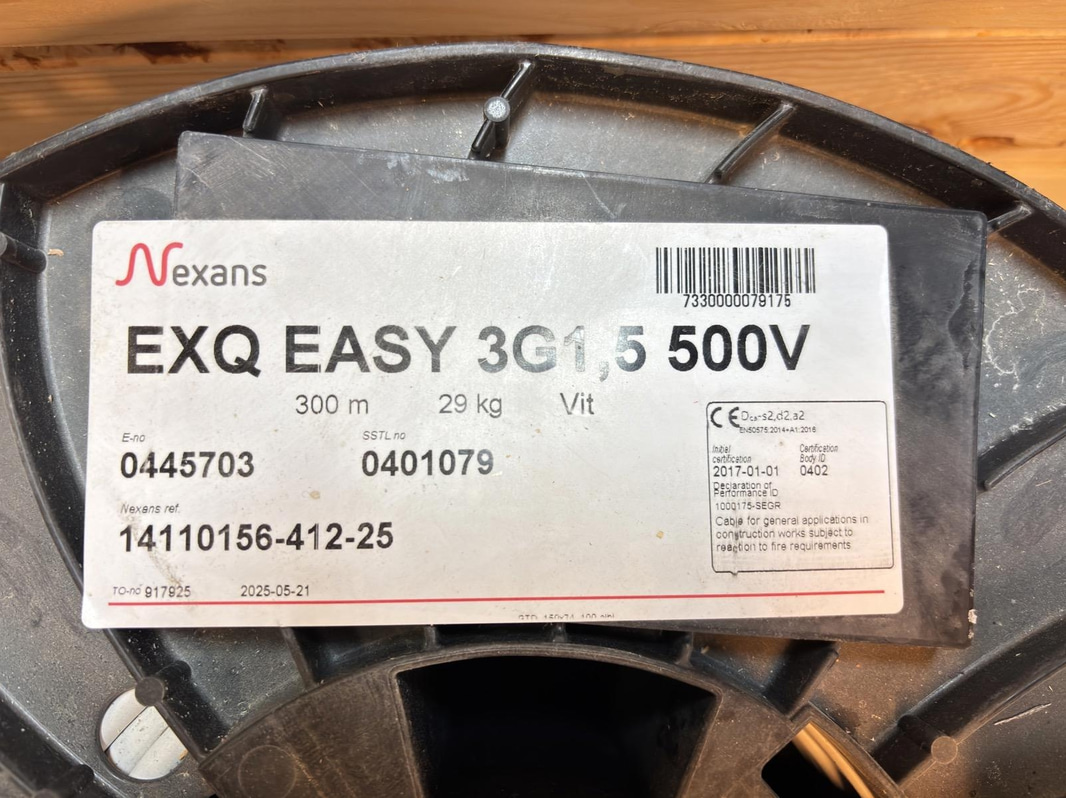 Nexans
7330000079175
EXQ EASY 3G1,5 500V
300 m 29 kg Vit
E-no SSTL no
0445703 0401079
Nexans ref.
14110156-412-25
TO-no 917925 2025-05-21
CE Dca-s2,d2,a2
EN50575:2014+A1:2016
Initial certification Certification Body ID
2017-01-01 0402
Declaration of
Performance ID
1000175-SEGR
Cable for general applications in
construction works subject to
reaction to fire requirements